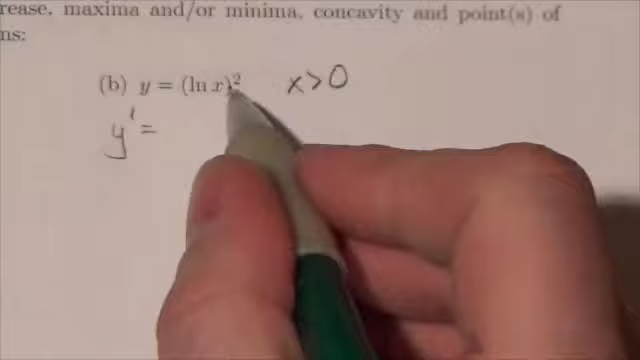 rease, maxima and/or minima, concavity and point(s) of
ns:
(b) y = (ln x)² x>0
y' =